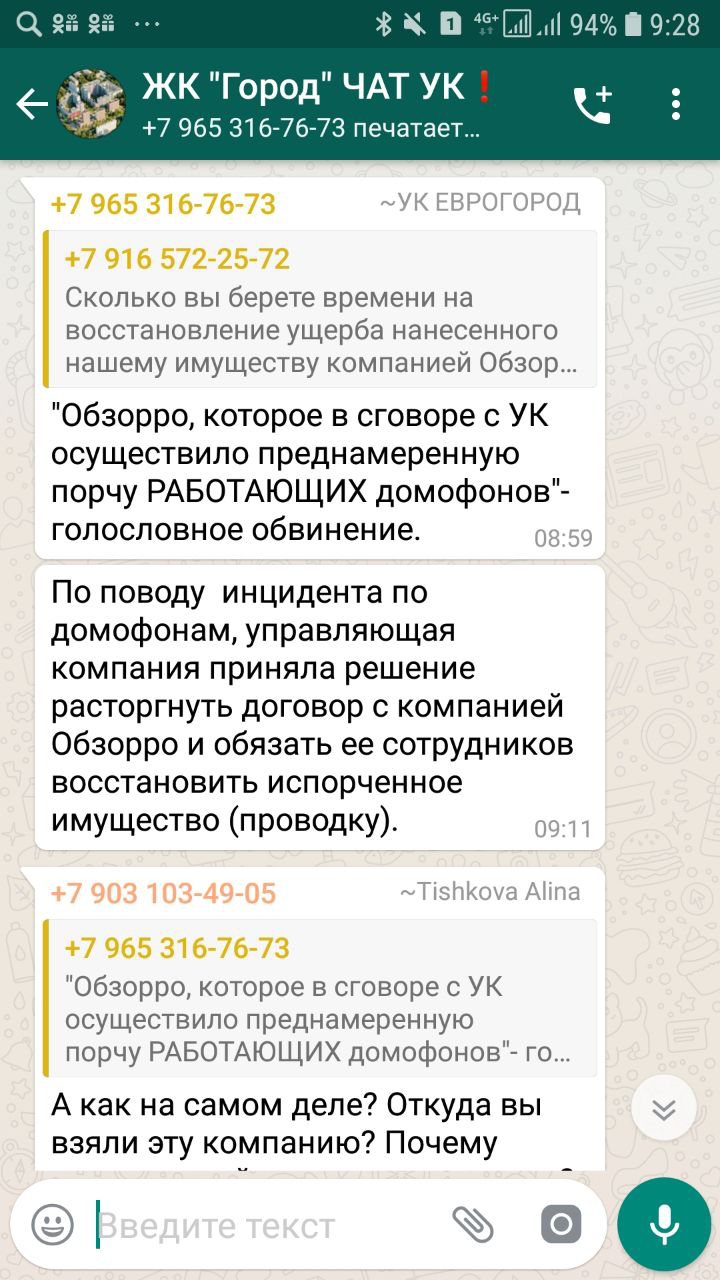 4G+ 1 94% 9:28
ЖК "Город" ЧАТ УК❗
+7 965 316-76-73 печатает...
+7 965 316-76-73 ~УК ЕВРОГОРОД
+7 916 572-25-72
Сколько вы берете времени на
восстановление ущерба нанесенного
нашему имуществу компанией Обзор...
"Обзорро, которое в сговоре с УК
осуществило преднамеренную
порчу РАБОТАЮЩИХ домофонов"-
голословное обвинение.
08:59
По поводу  инцидента по
домофонам, управляющая
компания приняла решение
расторгнуть договор с компанией
Обзорро и обязать ее сотрудников
восстановить испорченное
имущество (проводку).
09:11
+7 903 103-49-05 ~Tishkova Alina
+7 965 316-76-73
"Обзорро, которое в сговоре с УК
осуществило преднамеренную
порчу РАБОТАЮЩИХ домофонов"- го...
А как на самом деле? Откуда вы
взяли эту компанию? Почему
Введите текст